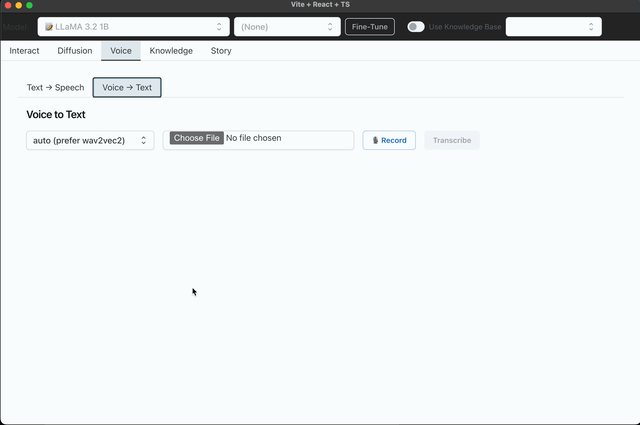 Vite + React + TS
Model LLaMA 3.2 1B (None) Fine-Tune Use Knowledge Base
Interact Diffusion Voice Knowledge Story
Text → Speech Voice → Text
Voice to Text
auto (prefer wav2vec2) Choose File No file chosen Record Transcribe